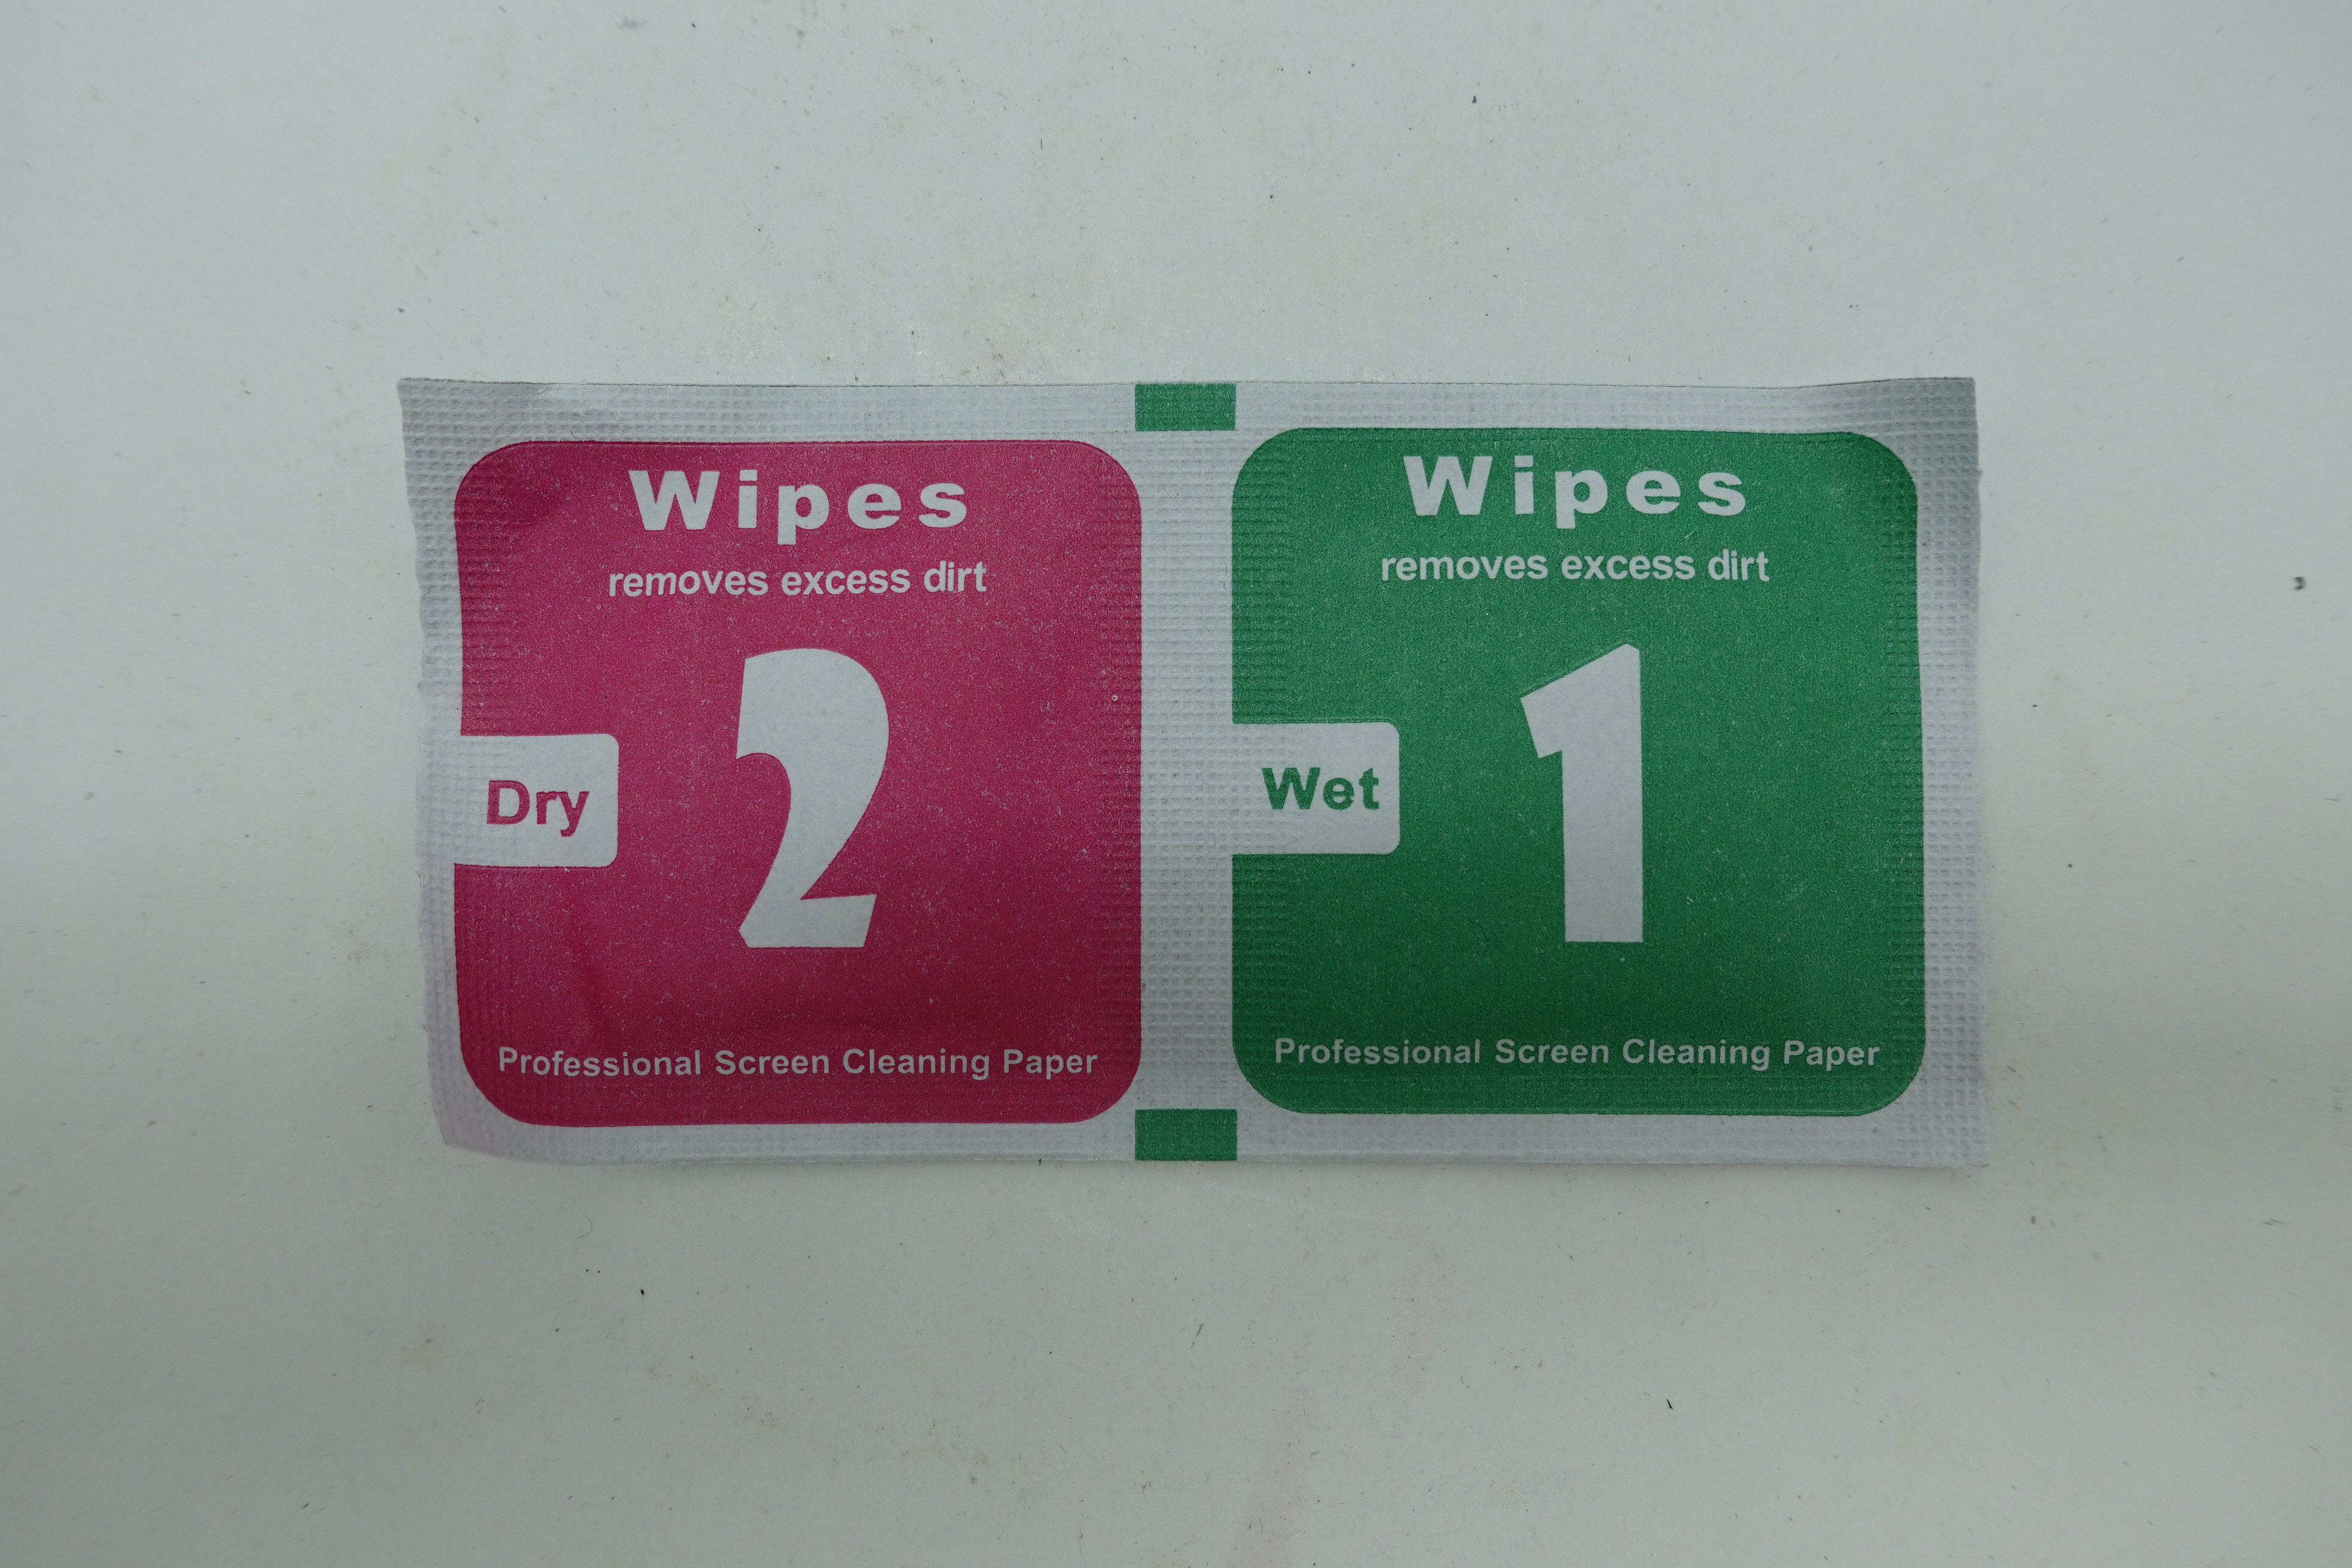 Wipes
removes excess dirt
2
Dry
Professional Screen Cleaning Paper
Wipes
removes excess dirt
1
Wet
Professional Screen Cleaning Paper